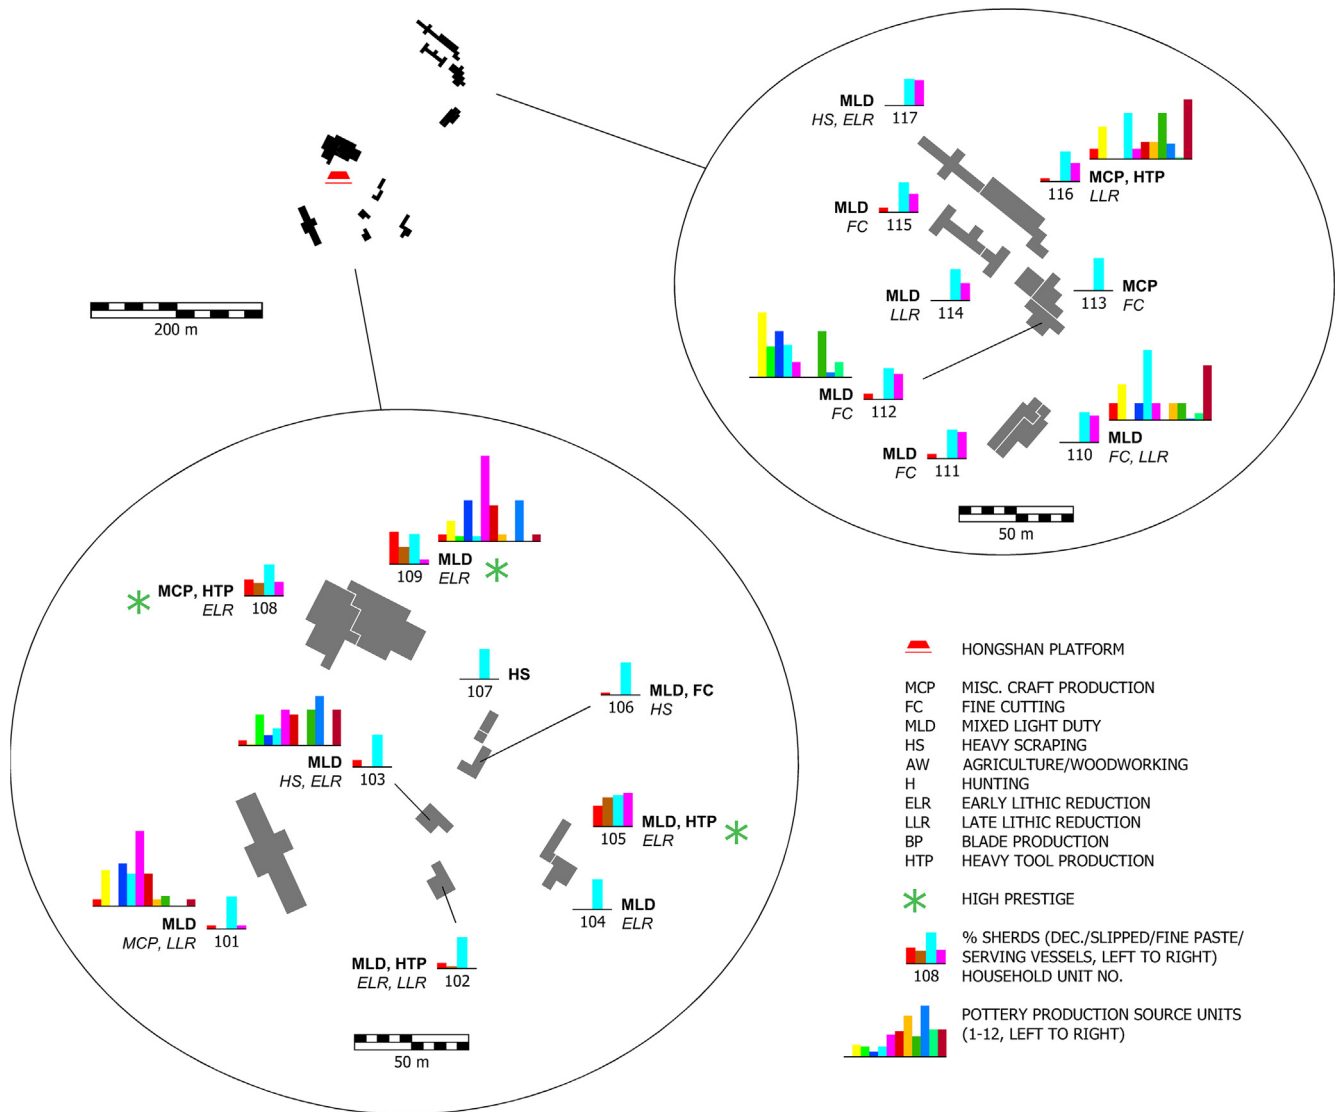 200 m
MLD
HS, ELR
117
116
MCP, HTP
LLR
MLD
FC
115
MLD
LLR
114
113
MCP
FC
MLD
FC
112
MLD
FC
111
110
MLD
FC, LLR
50 m
109
MLD
ELR
MCP, HTP
ELR
108
107
HS
106
MLD, FC
HS
MLD
HS, ELR
103
105
MLD, HTP
ELR
104
MLD
ELR
MLD
MCP, LLR
101
MLD, HTP
ELR, LLR
102
50 m
HONGSHAN PLATFORM
MCP MISC. CRAFT PRODUCTION
FC FINE CUTTING
MLD MIXED LIGHT DUTY
HS HEAVY SCRAPING
AW AGRICULTURE/WOODWORKING
H HUNTING
ELR EARLY LITHIC REDUCTION
LLR LATE LITHIC REDUCTION
BP BLADE PRODUCTION
HTP HEAVY TOOL PRODUCTION
HIGH PRESTIGE
% SHERDS (DEC./SLIPPED/FINE PASTE/
SERVING VESSELS, LEFT TO RIGHT)
108 HOUSEHOLD UNIT NO.
POTTERY PRODUCTION SOURCE UNITS
(1-12, LEFT TO RIGHT)